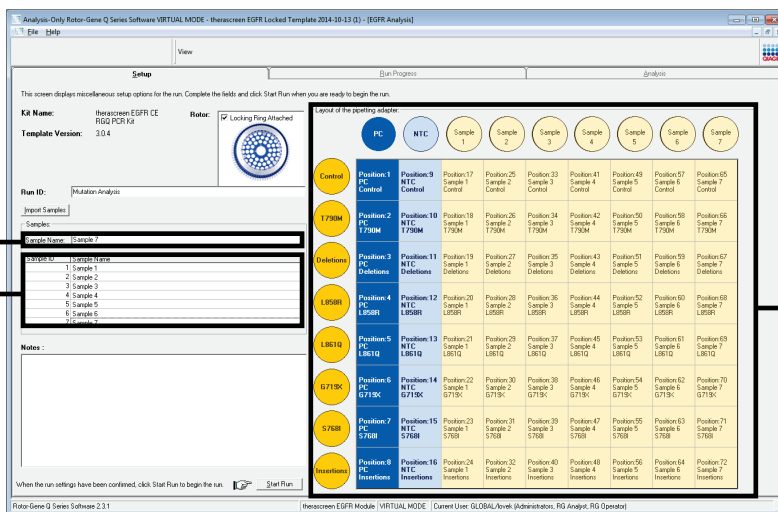 Analysis-Only Rotor-Gene Q Series Software VIRTUAL MODE - therascreen EGFR Locked Template 2014-10-13 (1) - [EGFR Analysis]
File Help
View
QIAGEN
Setup Run Progress Analysis
This screen displays miscellaneous setup options for the run. Complete the fields and click Start Run when you are ready to begin the run.
Kit Name: therascreen EGFR CE
RGQ PCR Kit
Template Version: 3.0.4
Rotor:
Locking Ring Attached
Run ID: Mutation Analysis
Import Samples
Samples
Sample Name: Sample 7
Sample ID Sample Name
1 Sample 1
2 Sample 2
3 Sample 3
4 Sample 4
5 Sample 5
6 Sample 6
7 Sample 7
Notes :
When the run settings have been confirmed, click Start Run to begin the run.
Start Run
Layout of the pipetting adapter:
PC NTC Sample 1 Sample 2 Sample 3 Sample 4 Sample 5 Sample 6 Sample 7
Control
Position:1 Position:9 Position:17 Position:25 Position:33 Position:41 Position:49 Position:57 Position:65
PC NTC Sample 1 Sample 2 Sample 3 Sample 4 Sample 5 Sample 6 Sample 7
Control Control Control Control Control Control Control Control Control
T790M
Position:2 Position:10 Position:18 Position:26 Position:34 Position:42 Position:50 Position:58 Position:66
PC NTC Sample 1 Sample 2 Sample 3 Sample 4 Sample 5 Sample 6 Sample 7
T790M T790M T790M T790M T790M T790M T790M T790M T790M
Deletions
Position:3 Position:11 Position:19 Position:27 Position:35 Position:43 Position:51 Position:59 Position:67
PC NTC Sample 1 Sample 2 Sample 3 Sample 4 Sample 5 Sample 6 Sample 7
Deletions Deletions Deletions Deletions Deletions Deletions Deletions Deletions Deletions
L858R
Position:4 Position:12 Position:20 Position:28 Position:36 Position:44 Position:52 Position:60 Position:68
PC NTC Sample 1 Sample 2 Sample 3 Sample 4 Sample 5 Sample 6 Sample 7
L858R L858R L858R L858R L858R L858R L858R L858R L858R
L861Q
Position:5 Position:13 Position:21 Position:29 Position:37 Position:45 Position:53 Position:61 Position:69
PC NTC Sample 1 Sample 2 Sample 3 Sample 4 Sample 5 Sample 6 Sample 7
L861Q L861Q L861Q L861Q L861Q L861Q L861Q L861Q L861Q
G719X
Position:6 Position:14 Position:22 Position:30 Position:38 Position:46 Position:54 Position:62 Position:70
PC NTC Sample 1 Sample 2 Sample 3 Sample 4 Sample 5 Sample 6 Sample 7
G719X G719X G719X G719X G719X G719X G719X G719X G719X
S768I
Position:7 Position:15 Position:23 Position:31 Position:39 Position:47 Position:55 Position:63 Position:71
PC NTC Sample 1 Sample 2 Sample 3 Sample 4 Sample 5 Sample 6 Sample 7
S768I S768I S768I S768I S768I S768I S768I S768I S768I
Insertions
Position:8 Position:16 Position:24 Position:32 Position:40 Position:48 Position:56 Position:64 Position:72
PC NTC Sample 1 Sample 2 Sample 3 Sample 4 Sample 5 Sample 6 Sample 7
Insertions Insertions Insertions Insertions Insertions Insertions Insertions Insertions Insertions
Rotor-Gene Q Series Software 2.3.1
therascreen EGFR Module VIRTUAL MODE Current User: GLOBAL/lovek (Administrators, RG Analyst, RG Operator)